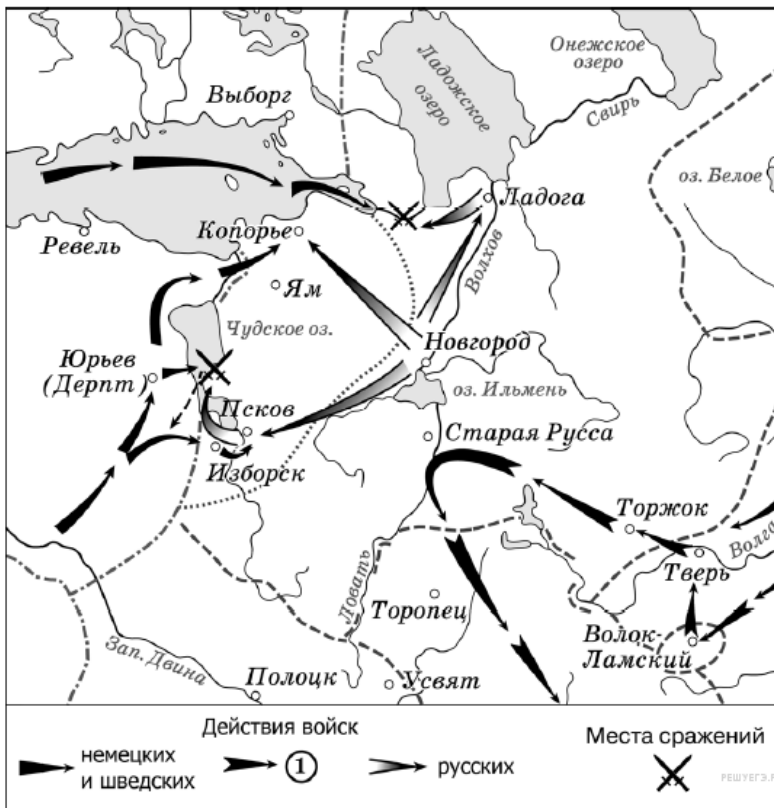 Онежское
озеро
Ладожское
озеро
Выборг
Свирь
оз. Белое
Ладога
Ревель
Копорье
Волхов
Ям
Чудское оз.
Новгород
Юрьев
(Дерпт)
оз. Ильмень
Псков
Старая Русса
Изборск
Торжок
Волга
Тверь
Ловать
Торопец
Волок-
Ламский
Зап. Двина
Полоцк
Усвят
Действия войск
Места сражений
немецких
и шведских
1
русских
РЕШУЕГЭ.Р